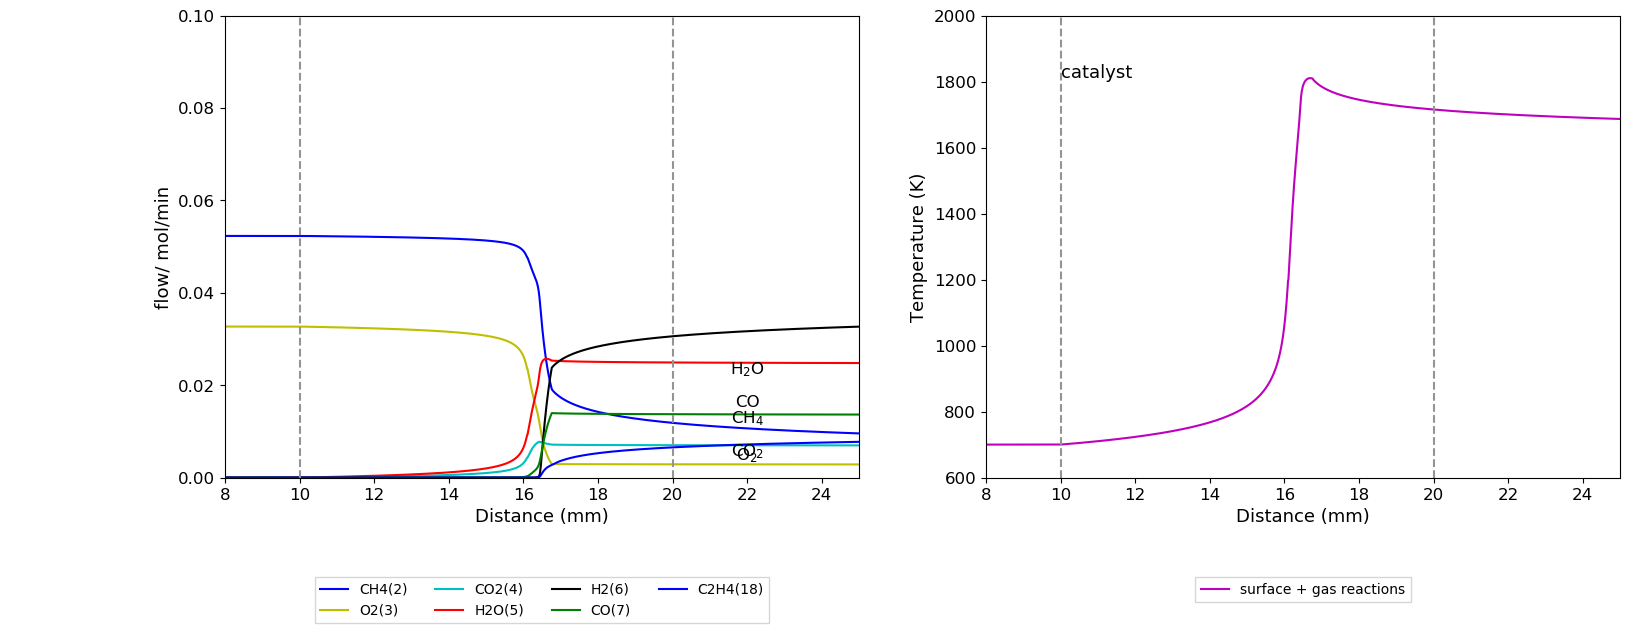 0.10
0.08
0.06
0.04
0.02
0.00
flow/ mol/min
H₂O
CO
CH₄
CO₂
O₂
8 10 12 14 16 18 20 22 24
Distance (mm)
CH4(2) CO2(4) H2(6) C2H4(18)
O2(3) H2O(5) CO(7)
2000
1800
1600
1400
1200
1000
800
600
Temperature (K)
catalyst
8 10 12 14 16 18 20 22 24
Distance (mm)
surface + gas reactions